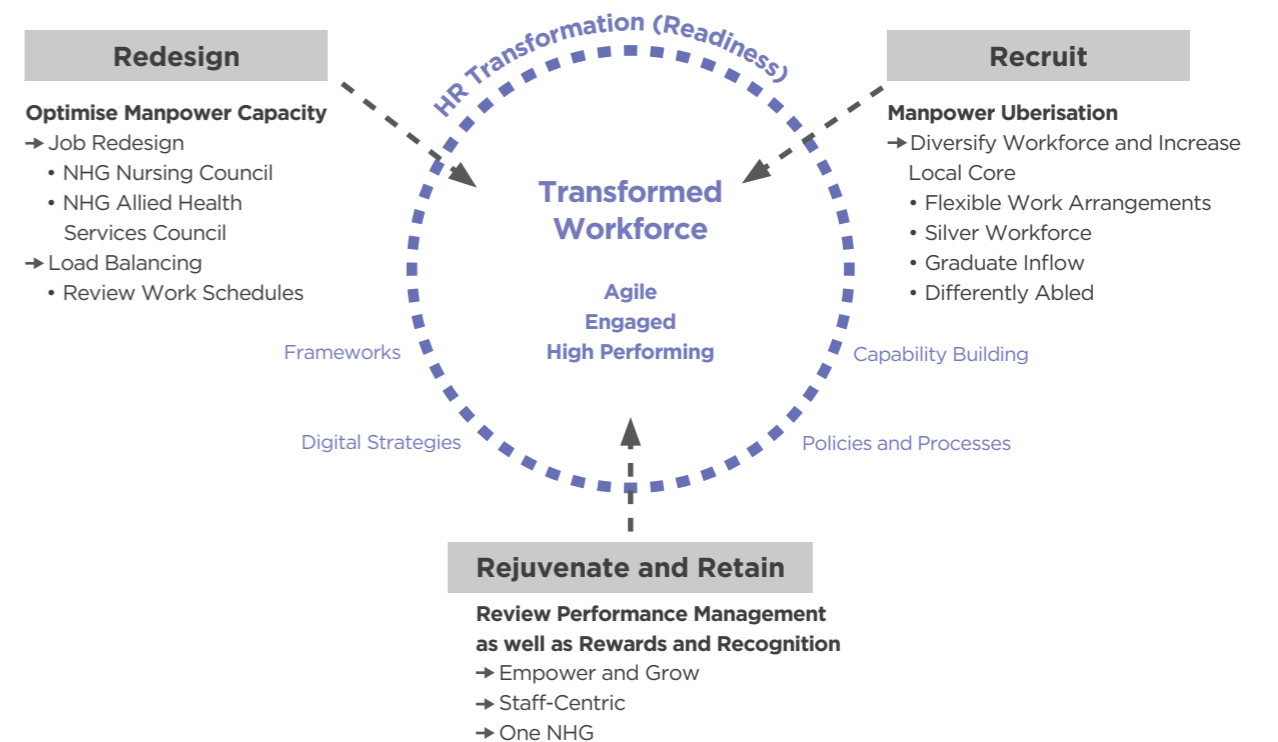 HR Transformation (Readiness)
Redesign
Optimise Manpower Capacity
→ Job Redesign
• NHG Nursing Council
• NHG Allied Health
Services Council
→ Load Balancing
• Review Work Schedules
Recruit
Manpower Uberisation
→ Diversify Workforce and Increase
Local Core
• Flexible Work Arrangements
• Silver Workforce
• Graduate Inflow
• Differently Abled
Transformed
Workforce
Agile
Engaged
High Performing
Frameworks
Digital Strategies
Capability Building
Policies and Processes
Rejuvenate and Retain
Review Performance Management
as well as Rewards and Recognition
→ Empower and Grow
→ Staff-Centric
→ One NHG